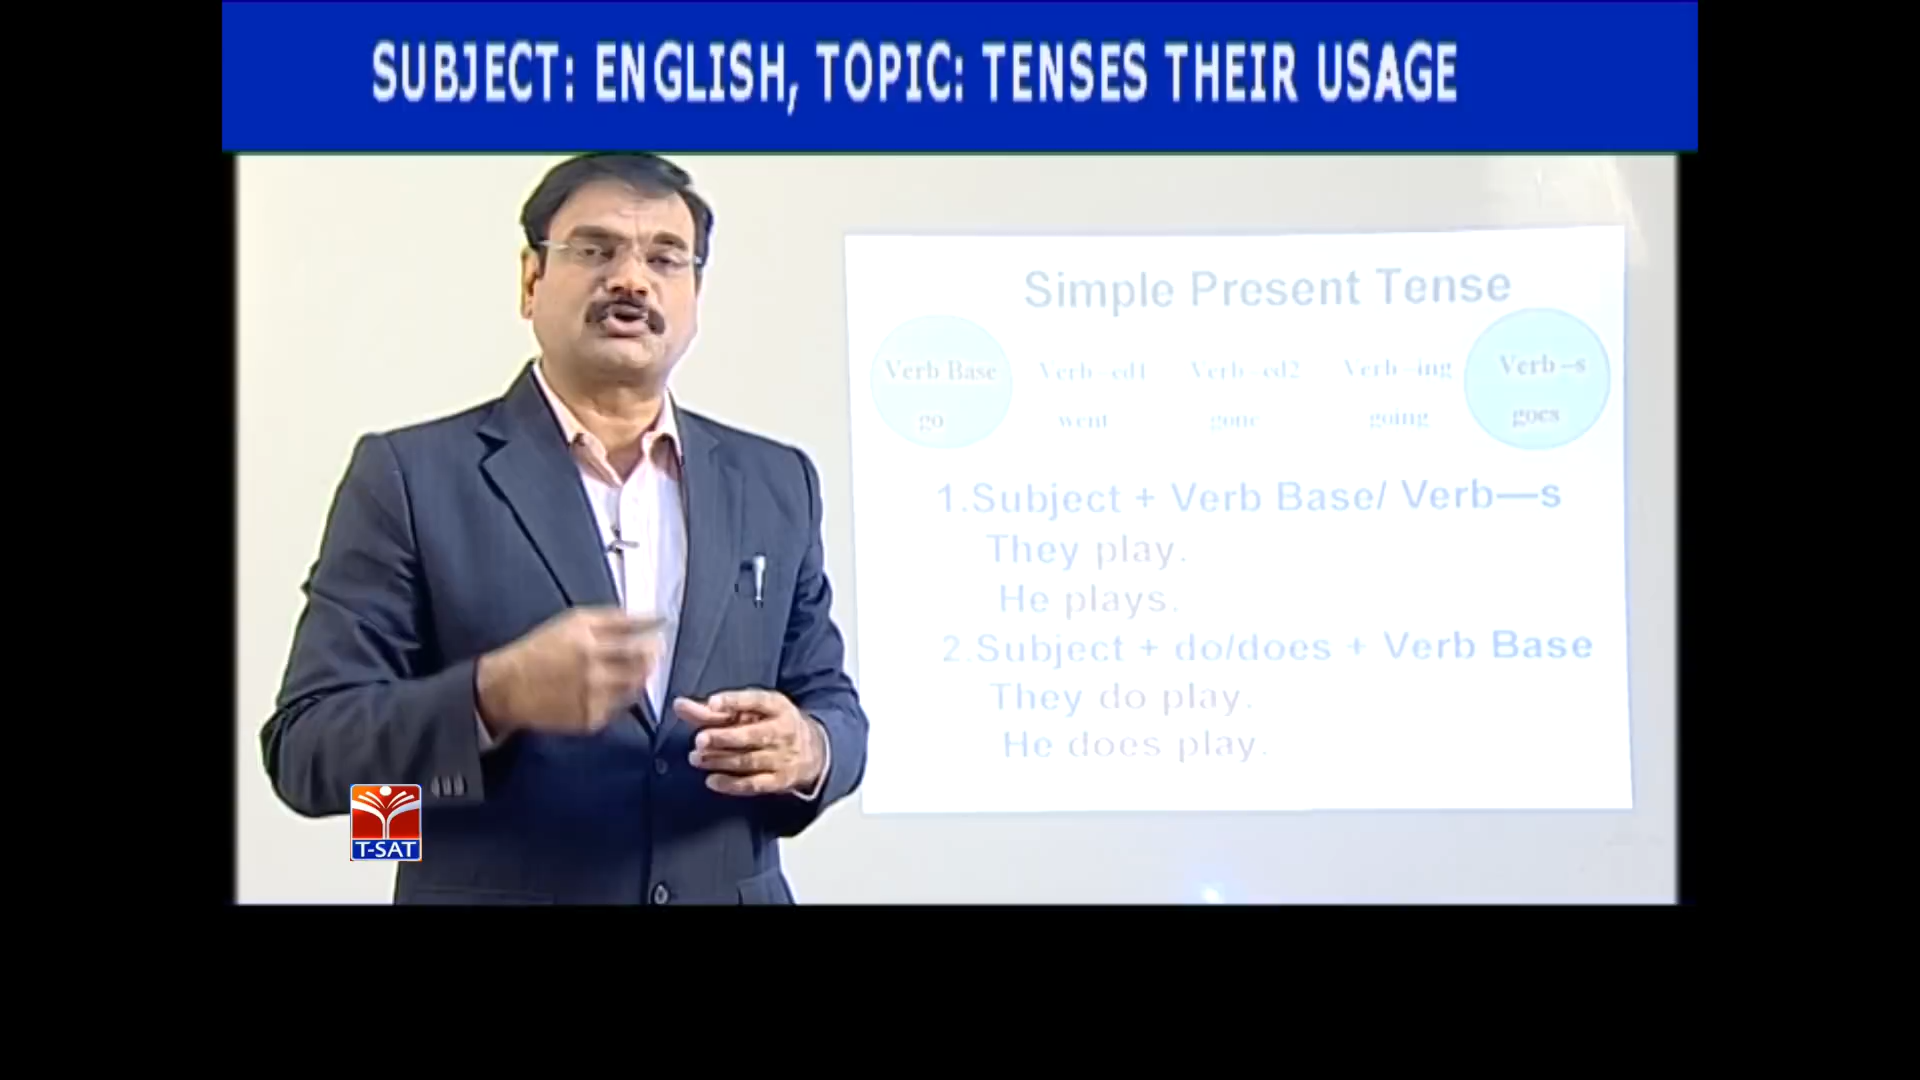 SUBJECT: ENGLISH, TOPIC: TENSES THEIR USAGE
Simple Present Tense
Verb Base Verb–ed1 Verb–ed2 Verb–ing Verb–s
go went gone going goes
1.Subject + Verb Base/ Verb—s
They play.
He plays.
2.Subject + do/does + Verb Base
They do play.
He does play.
T-SAT